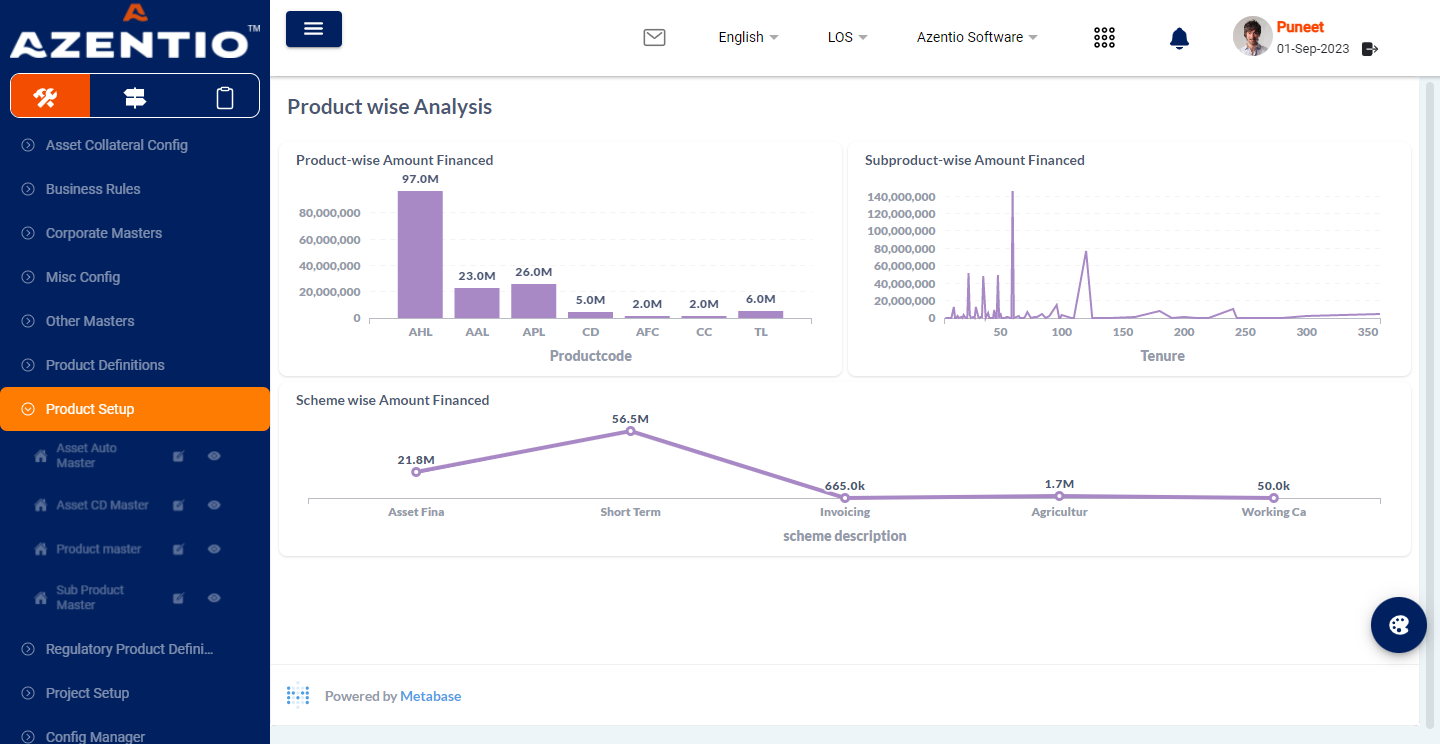 AZENTIO™
English
LOS
Azentio Software
Puneet
01-Sep-2023
Asset Collateral Config
Business Rules
Corporate Masters
Misc Config
Other Masters
Product Definitions
Product Setup
Asset Auto
Master
Asset CD Master
Product master
Sub Product
Master
Regulatory Product Defini...
Project Setup
Config Manager
Product wise Analysis
Product-wise Amount Financed
97.0M
80,000,000
60,000,000
40,000,000
20,000,000
0
23.0M
26.0M
5.0M
2.0M
2.0M
6.0M
AHL
AAL
APL
CD
AFC
CC
TL
Productcode
Subproduct-wise Amount Financed
140,000,000
120,000,000
100,000,000
80,000,000
60,000,000
40,000,000
20,000,000
0
50
100
150
200
250
300
350
Tenure
Scheme wise Amount Financed
21.8M
56.5M
665.0k
1.7M
50.0k
Asset Fina
Short Term
Invoicing
Agricultur
Working Ca
scheme description
Powered by Metabase